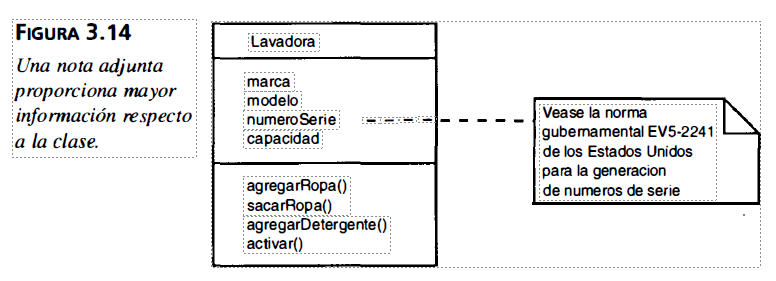 FIGURA 3.14
Una nota adjunta
proporciona mayor
información respecto
a la clase.
Lavadora
marca
modelo
numeroSerie
capacidad
agregarRopa()
sacarRopa()
agregarDetergente()
activar()
Vease la norma
gubernamental EV5-2241
de los Estados Unidos
para la generacion
de numeros de serie